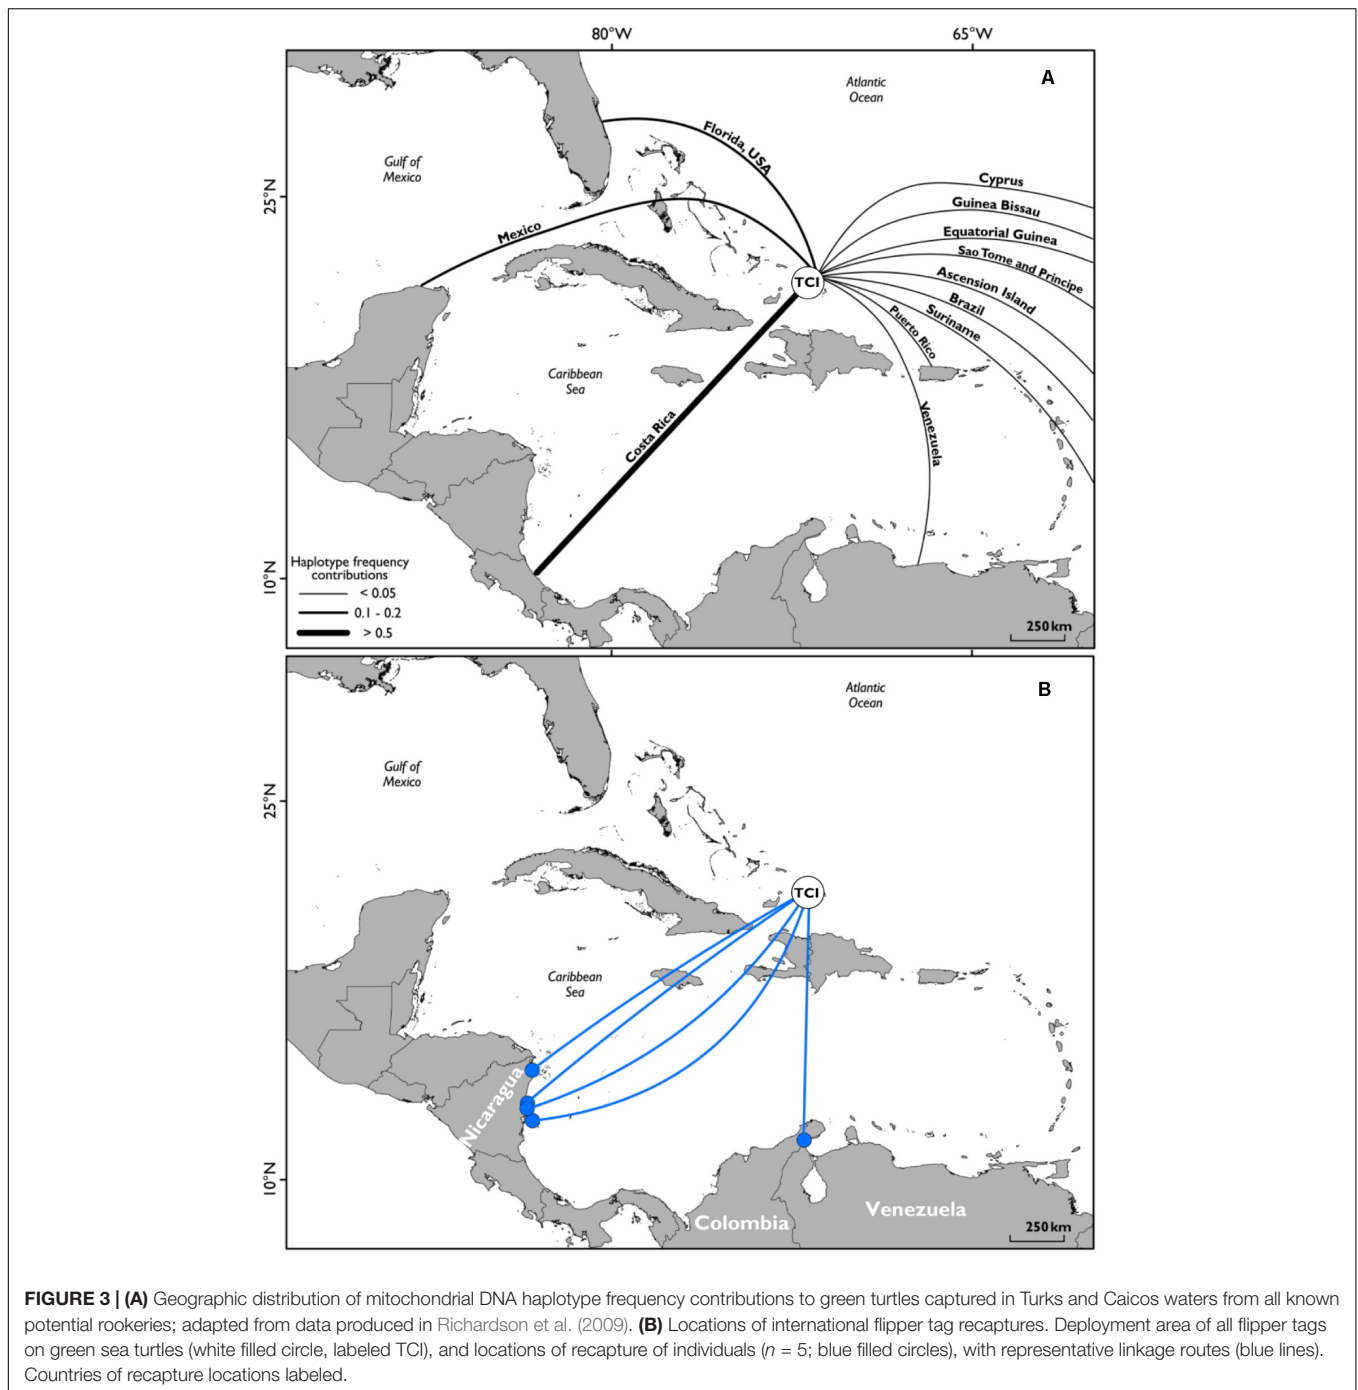 80°W
65°W
A
Atlantic
Ocean
Gulf of
Mexico
25°N
Florida, USA
Mexico
Cyprus
Guinea Bissau
Equatorial Guinea
Sao Tome and Principe
Ascension Island
Brazil
Suriname
Puerto Rico
Venezuela
TCI
Caribbean
Sea
Costa Rica
10°N
Haplotype frequency
contributions
< 0.05
0.1 - 0.2
> 0.5
250 km
B
Atlantic
Ocean
Gulf of
Mexico
25°N
TCI
Caribbean
Sea
Nicaragua
10°N
Colombia
Venezuela
250 km
FIGURE 3 | (A) Geographic distribution of mitochondrial DNA haplotype frequency contributions to green turtles captured in Turks and Caicos waters from all known
potential rookeries; adapted from data produced in Richardson et al. (2009). (B) Locations of international flipper tag recaptures. Deployment area of all flipper tags
on green sea turtles (white filled circle, labeled TCI), and locations of recapture of individuals (n = 5; blue filled circles), with representative linkage routes (blue lines).
Countries of recapture locations labeled.